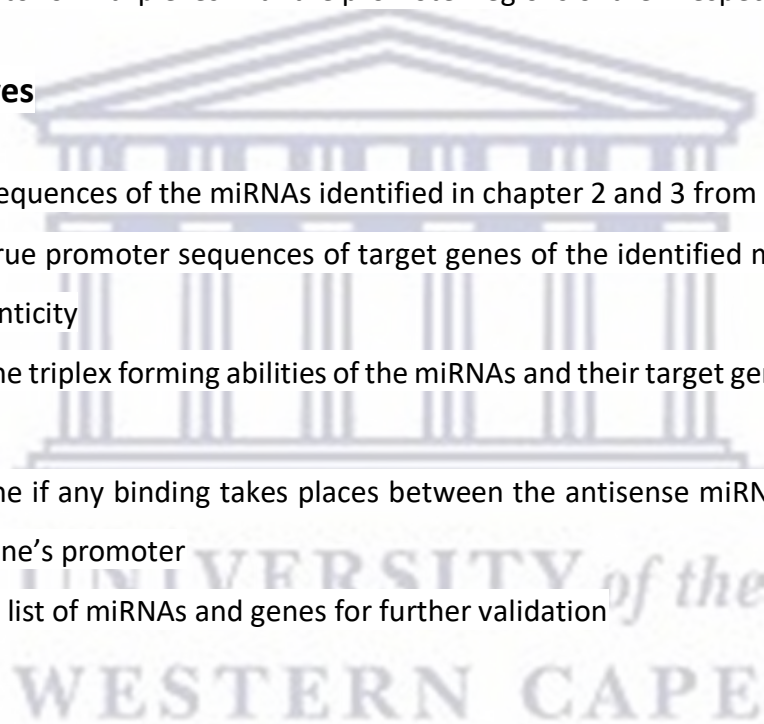 es
equences of the miRNAs identified in chapter 2 and 3 from
rue promoter sequences of target genes of the identified
nticity
he triplex forming abilities of the miRNAs and their target
ne if any binding takes places between the antisense
ne’s promoter
list of miRNAs and genes for further validation
UNIVERSITY of the
WESTERN CAPE